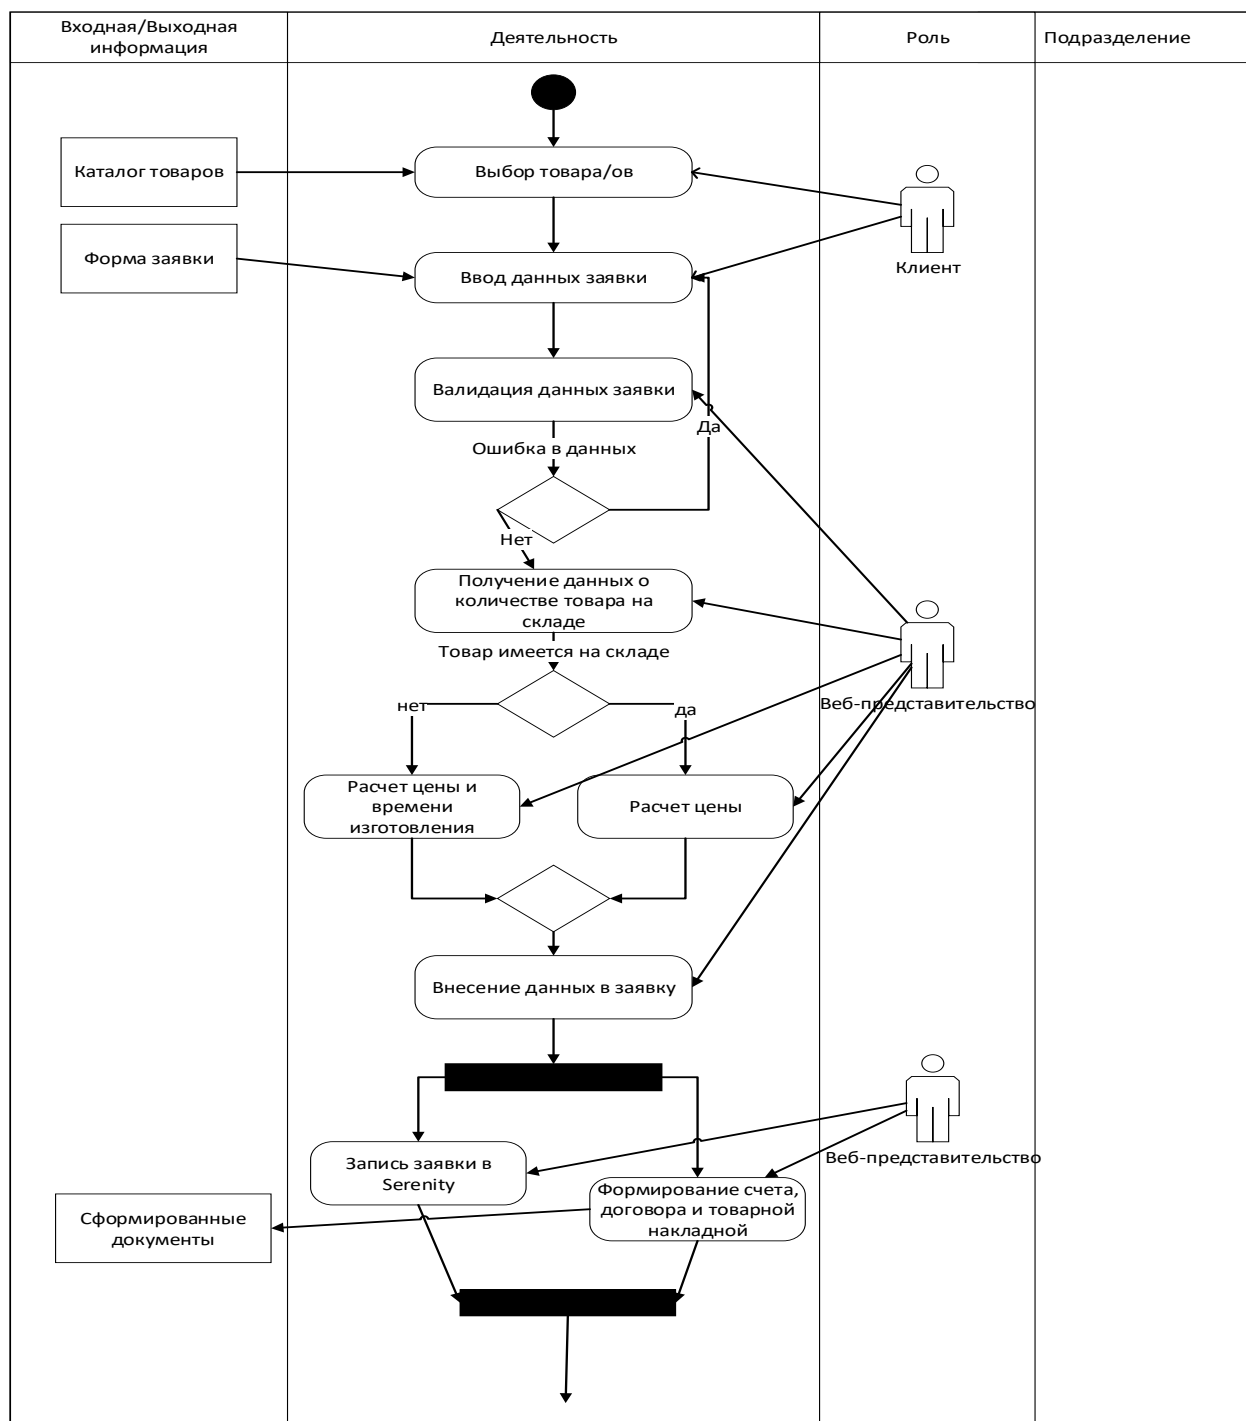 Входная/Выходная
информация
Деятельность
Роль
Подразделение
Каталог товаров
Выбор товара/ов
Форма заявки
Ввод данных заявки
Клиент
Валидация данных заявки
Да
Ошибка в данных
Нет
Получение данных о
количестве товара на
складе
Товар имеется на складе
нет
да
Веб-представительство
Расчет цены и
времени
изготовления
Расчет цены
Внесение данных в заявку
Веб-представительство
Запись заявки в
Serenity
Формирование счета,
договора и товарной
накладной
Сформированные
документы